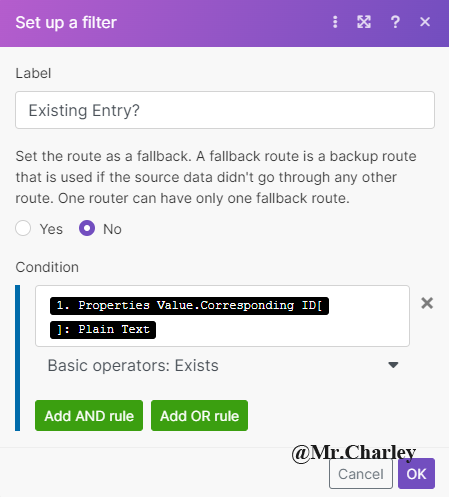 Set up a filter
Label
Existing Entry?
Set the route as a fallback. A fallback route is a backup route
that is used if the source data didn't go through any other
route. One router can have only one fallback route.
Yes No
Condition
1. Properties Value.Corresponding ID[
]: Plain Text
Basic operators: Exists
Add AND rule Add OR rule
@Mr.Charley
Cancel OK